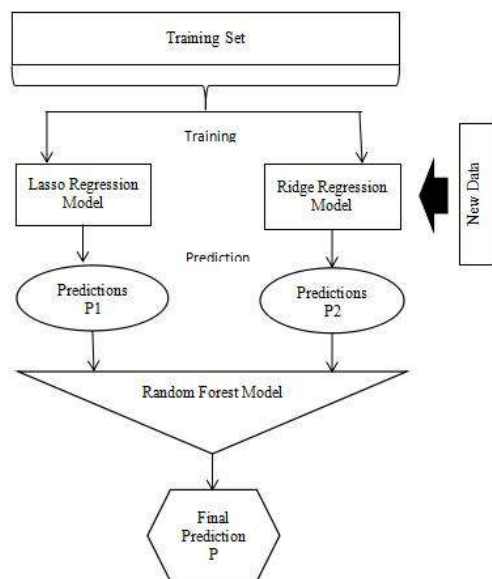 Training Set
Training
Lasso Regression
Model
Ridge Regression
Model
New Data
Prediction
Predictions
P1
Predictions
P2
Random Forest Model
Final
Prediction
P